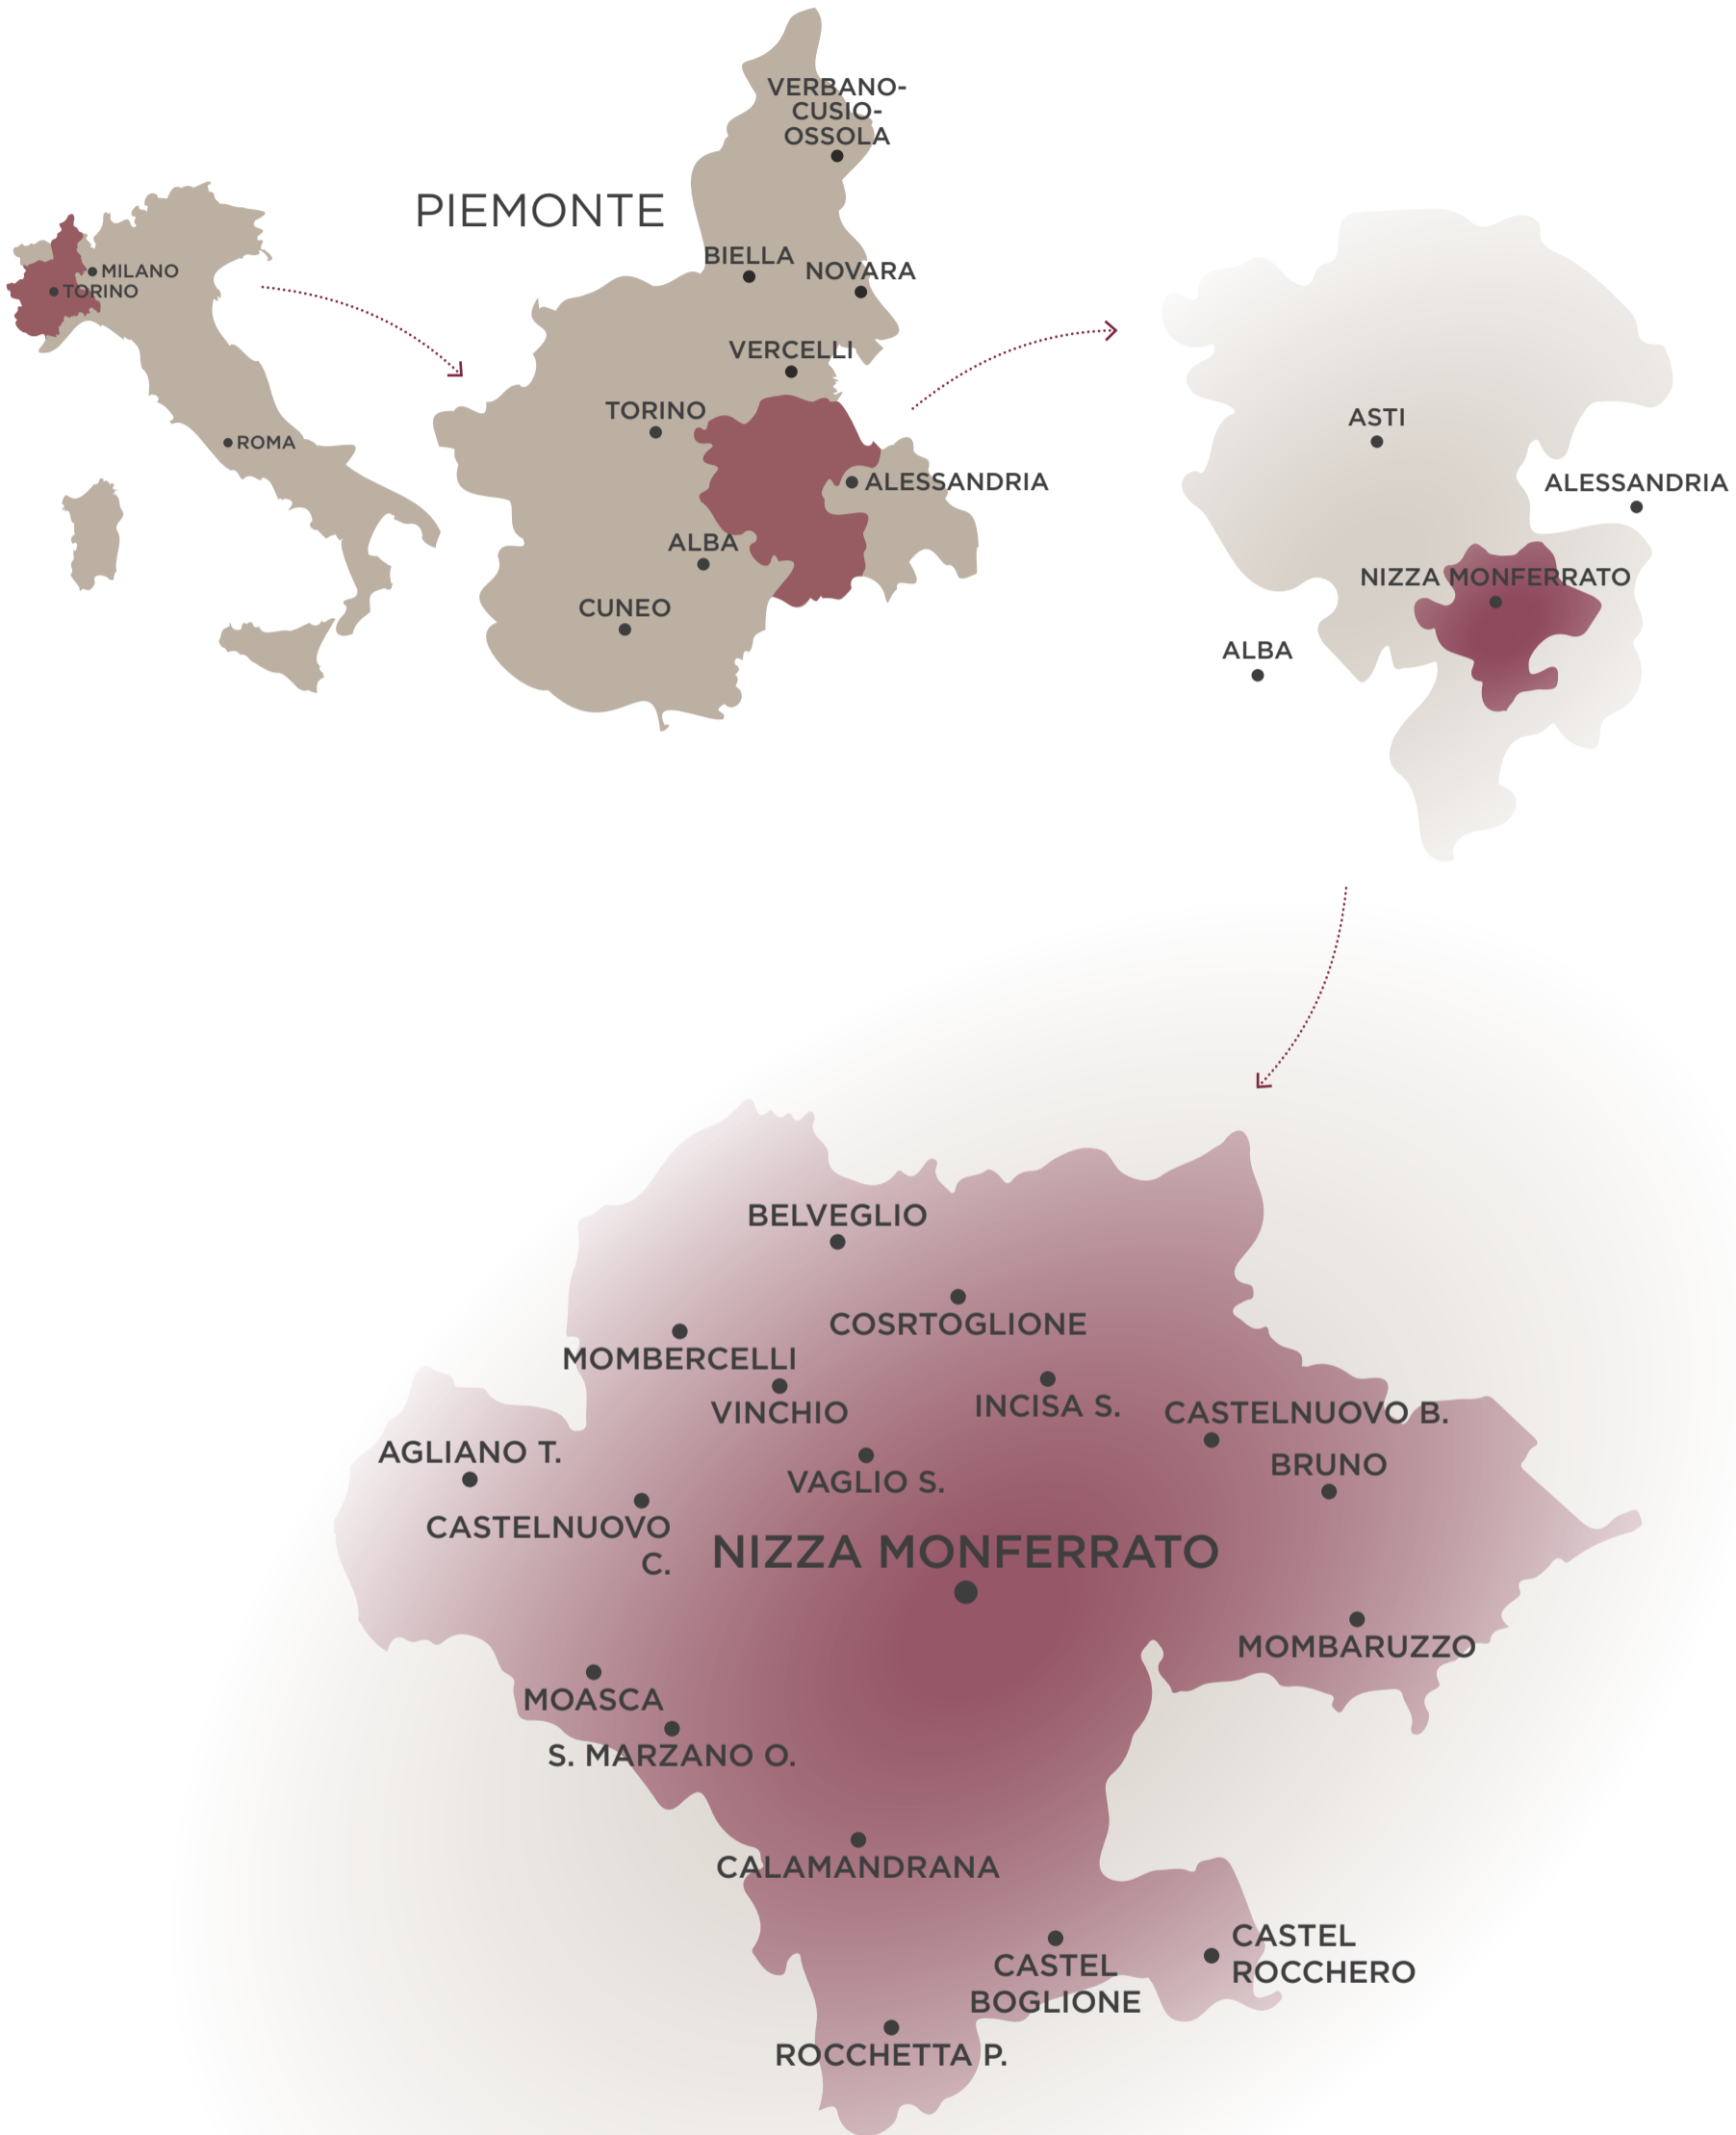 PIEMONTE
MILANO
TORINO
ROMA
VERBANO-
CUSIO-
OSSOLA
BIELLA
NOVARA
VERCELLI
TORINO
ALESSANDRIA
ALBA
CUNEO
ASTI
ALESSANDRIA
NIZZA MONFERRATO
ALBA
BELVEGLIO
COSRTOGLIONE
MOMBERCELLI
VINCHIO
INCISA S.
CASTELNUOVO B.
AGLIANO T.
VAGLIO S.
BRUNO
CASTELNUOVO
C.
NIZZA MONFERRATO
MOMBARUZZO
MOASCA
S. MARZANO O.
CALAMANDRANA
CASTEL
BOGLIONE
CASTEL
ROCCHERO
ROCCHETTA P.